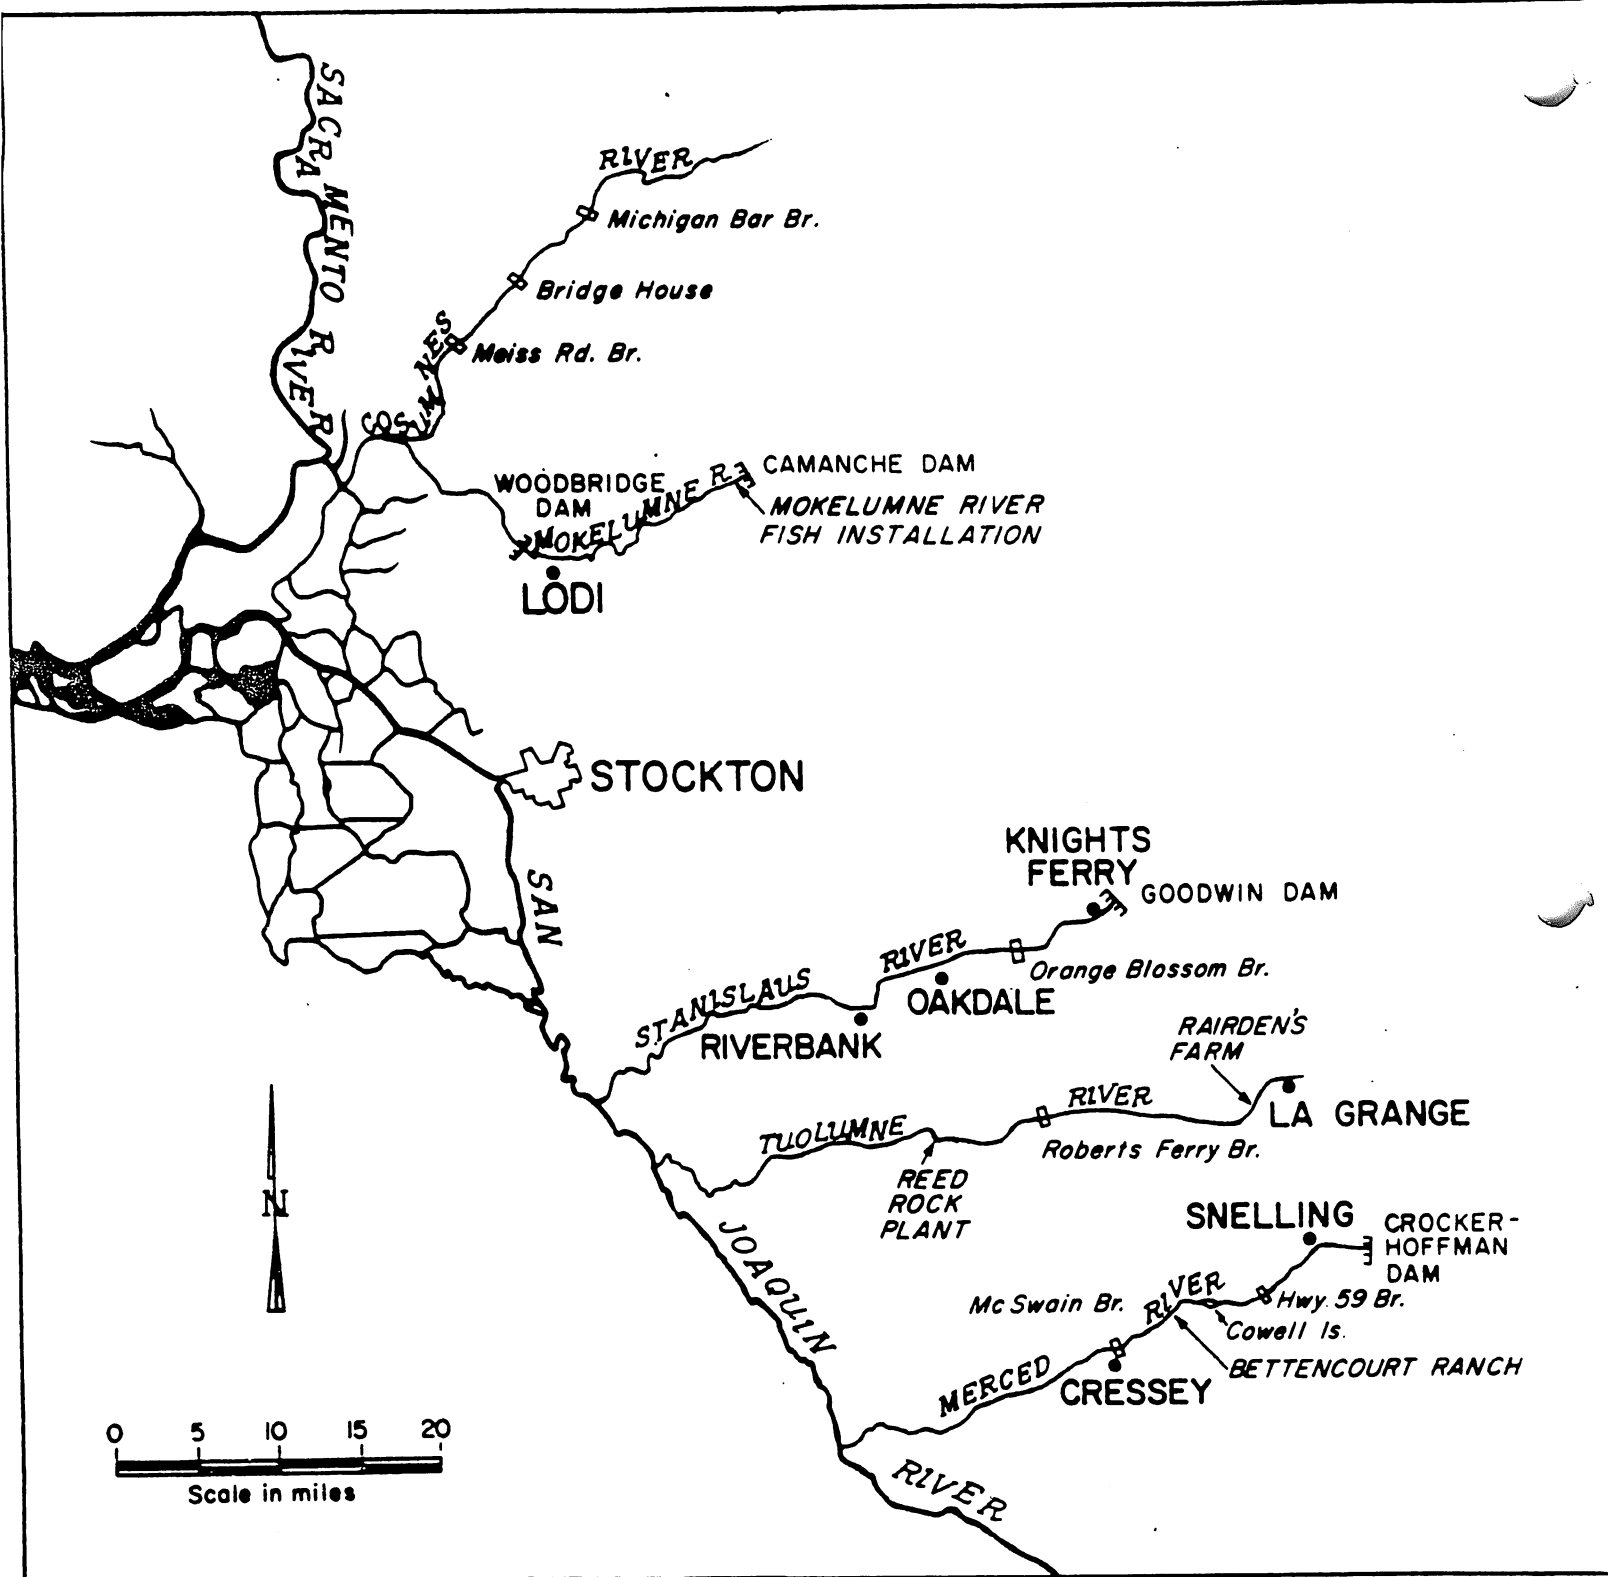 SACRAMENTO RIVER
RIVER
Michigan Bar Br.
Bridge House
Meiss Rd. Br.
COSUMNES
WOODBRIDGE
DAM
MOKELUMNE R.
CAMANCHE DAM
MOKELUMNE RIVER
FISH INSTALLATION
LODI
STOCKTON
KNIGHTS
FERRY
GOODWIN DAM
SAN
STANISLAUS
RIVER
Orange Blossom Br.
OAKDALE
RIVERBANK
RAIRDEN'S
FARM
TUOLUMNE
RIVER
LA GRANGE
Roberts Ferry Br.
REED
ROCK
PLANT
N
JOAQUIN
SNELLING
CROCKER-
HOFFMAN
DAM
Mc Swain Br.
RIVER
Hwy. 59 Br.
Cowell Is.
BETTENCOURT RANCH
MERCED
CRESSEY
RIVER
0 5 10 15 20
Scale in miles